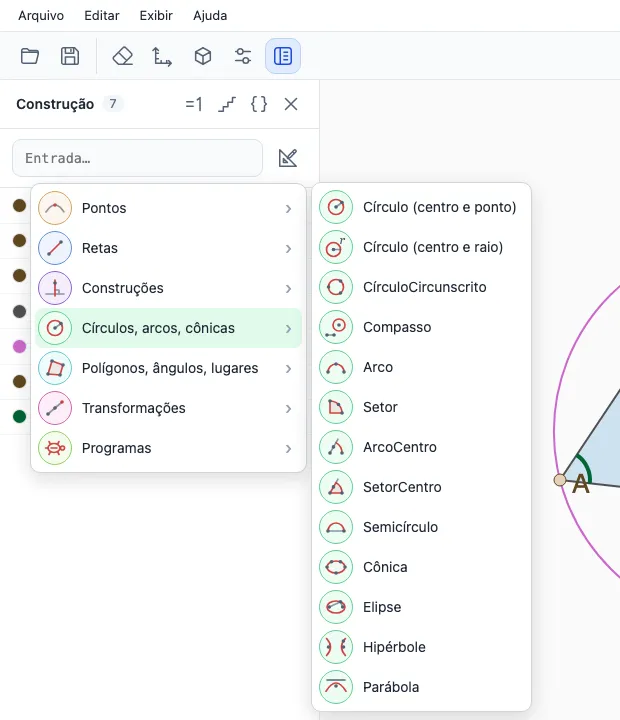 Arquivo Editar Exibir Ajuda
Construção 7 =1 { }
Entrada…
Pontos
Retas
Construções
Círculos, arcos, cônicas
Polígonos, ângulos, lugares
Transformações
Programas
Círculo (centro e ponto)
r
Círculo (centro e raio)
CírculoCircunscrito
Compasso
Arco
Setor
ArcoCentro
SetorCentro
Semicírculo
Cônica
Elipse
Hipérbole
Parábola
A